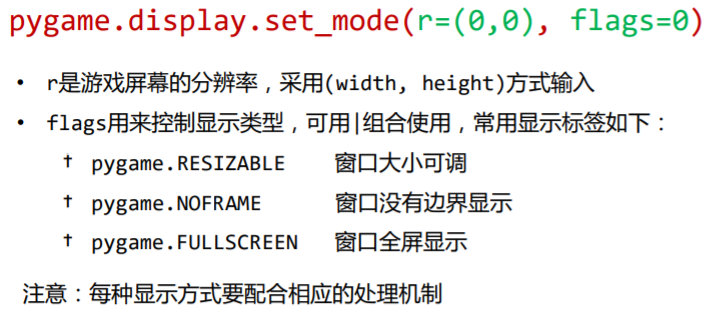 pygame.display.set_mode(r=(0,0), flags=0)
• r是游戏屏幕的分辨率，采用(width, height)方式输入
• flags用来控制显示类型，可用|组合使用，常用显示标签如下：
† pygame.RESIZABLE 窗口大小可调
† pygame.NOFRAME 窗口没有边界显示
† pygame.FULLSCREEN 窗口全屏显示
注意：每种显示方式要配合相应的处理机制